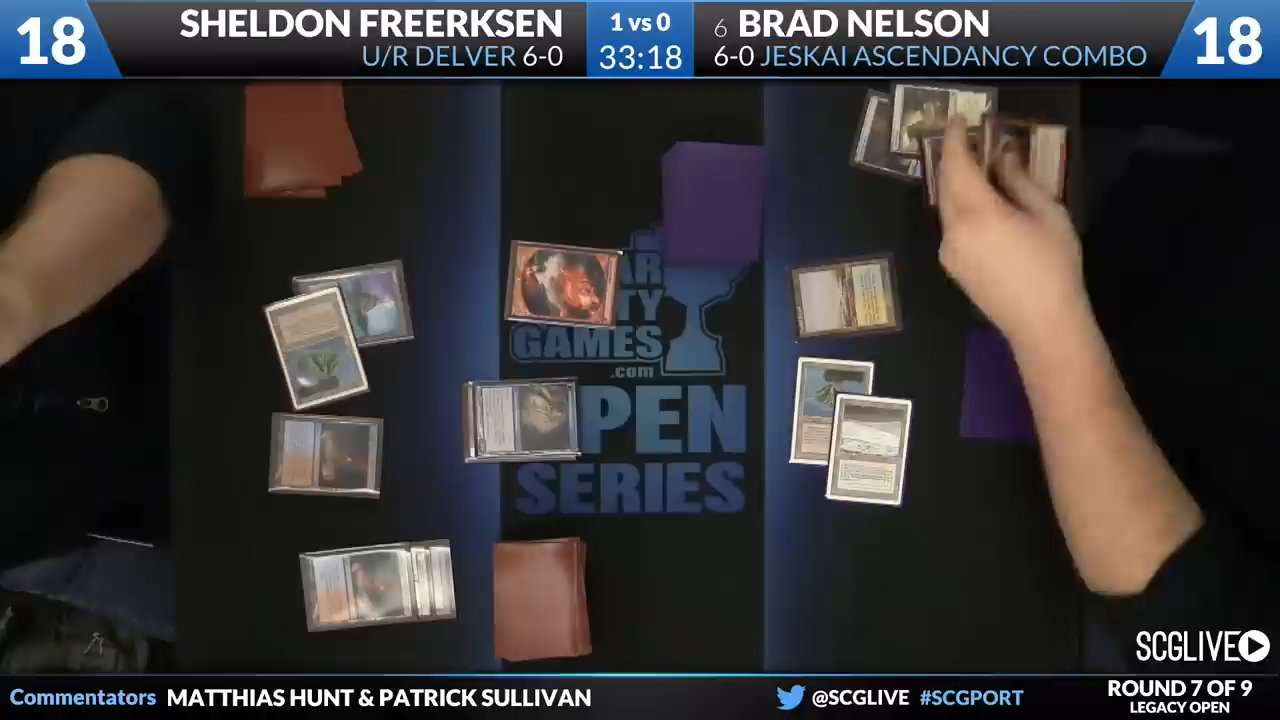 18
SHELDON FREERKSEN
U/R DELVER 6-0
1 vs 0
33:18
6 BRAD NELSON
6-0 JESKAI ASCENDANCY COMBO
18
GAMES
.com
OPEN
SERIES
SCGLIVE
Commentators MATTHIAS HUNT & PATRICK SULLIVAN
@SCGLIVE #SCGPORT
ROUND 7 OF 9
LEGACY OPEN